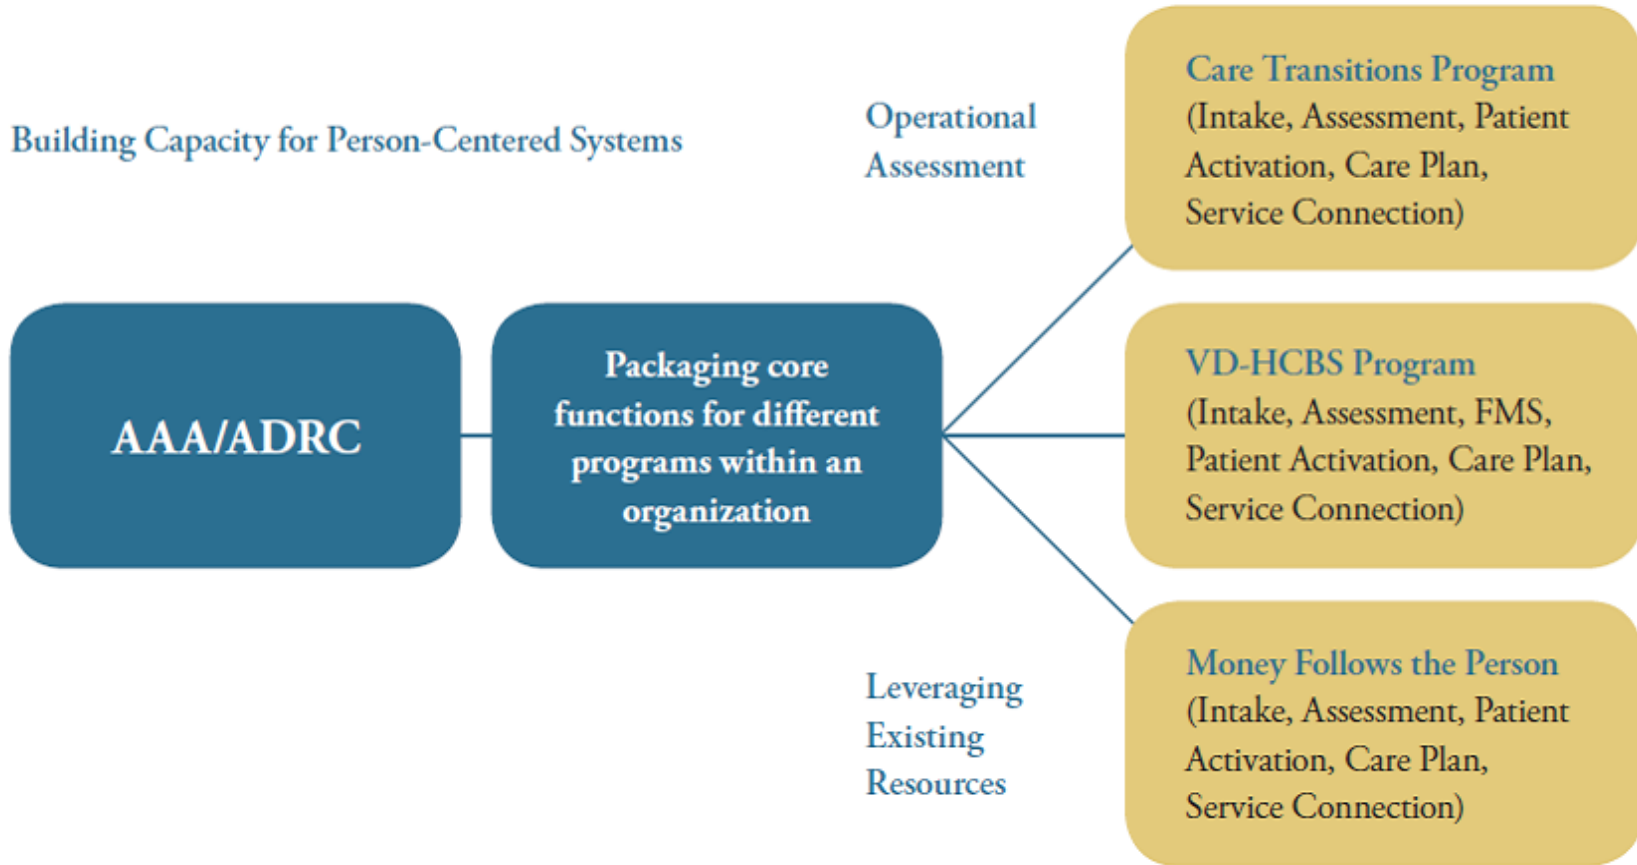 Building Capacity for Person-Centered Systems
Operational
Assessment
AAA/ADRC
Packaging core
functions for different
programs within an
organization
Care Transitions Program
(Intake, Assessment, Patient
Activation, Care Plan,
Service Connection)
VD-HCBS Program
(Intake, Assessment, FMS,
Patient Activation, Care Plan,
Service Connection)
Leveraging
Existing
Resources
Money Follows the Person
(Intake, Assessment, Patient
Activation, Care Plan,
Service Connection)